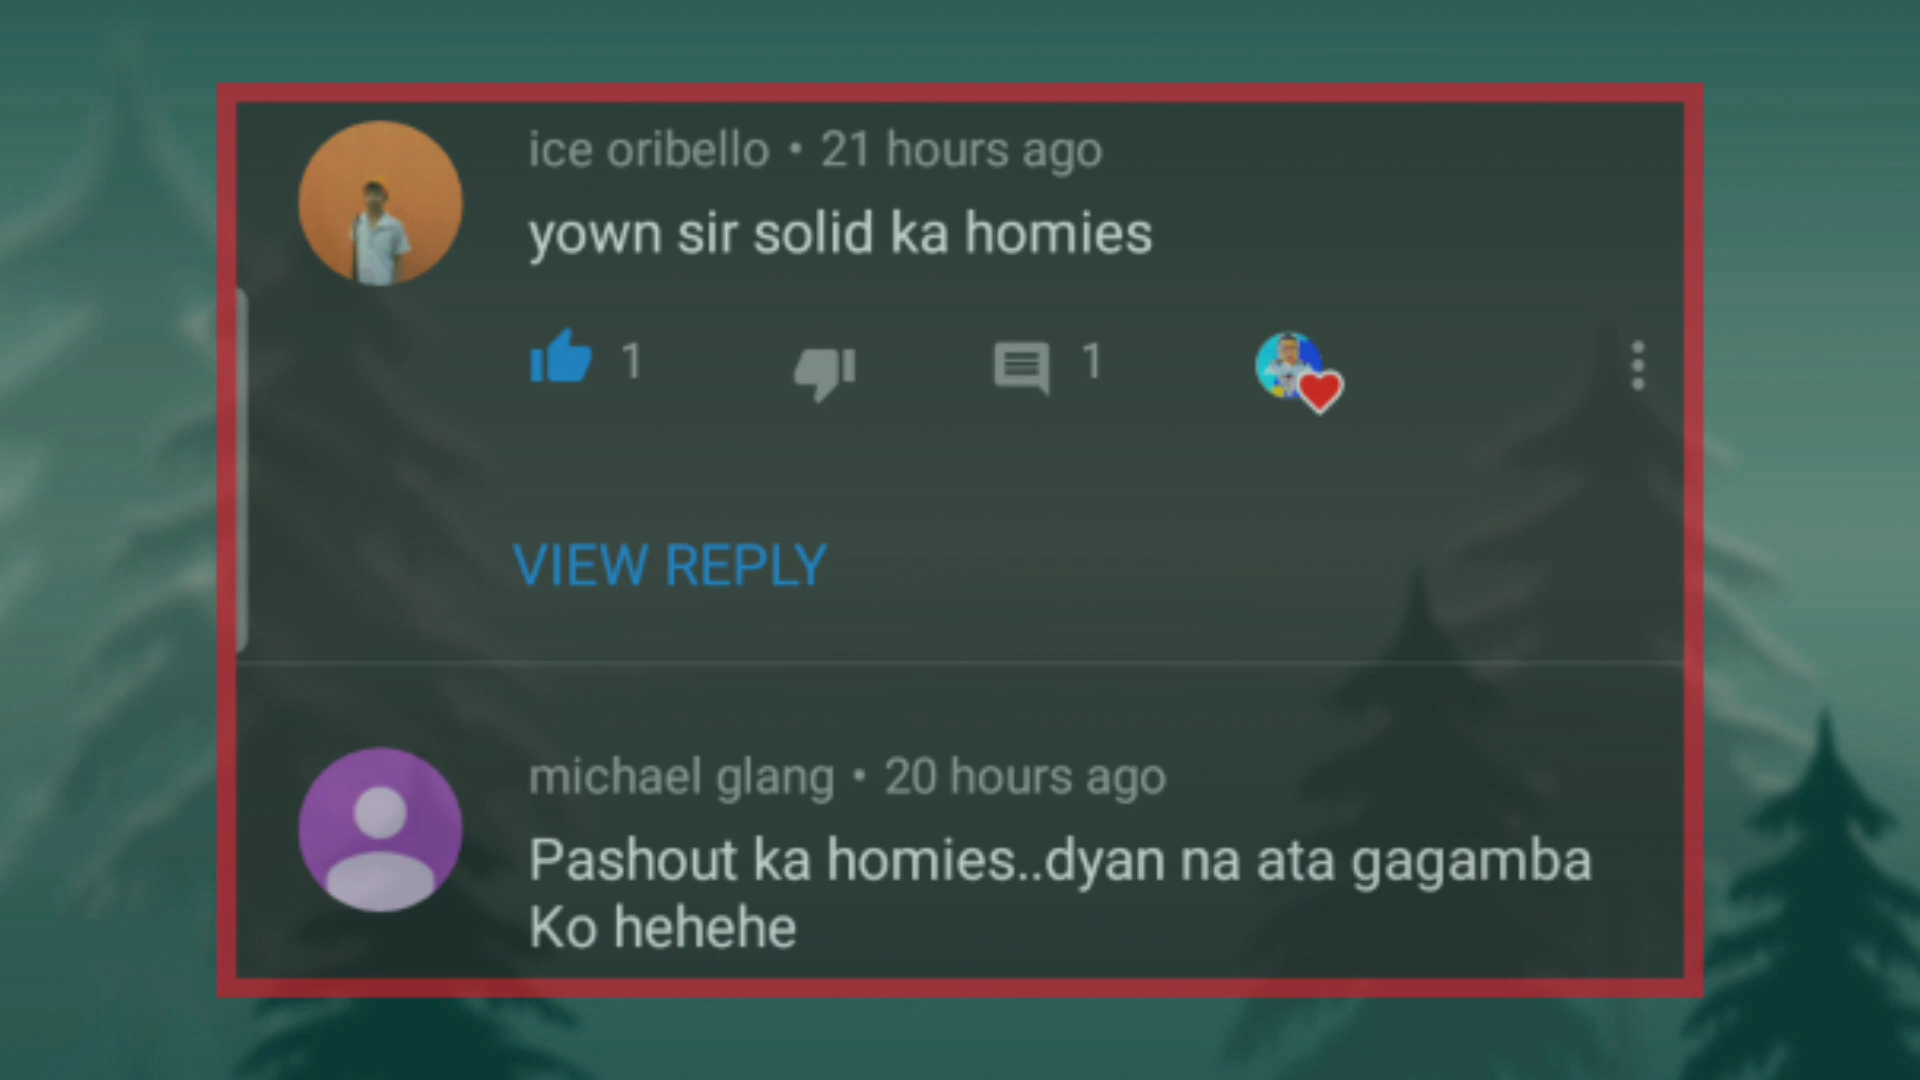 ice oribello • 21 hours ago
yown sir solid ka homies
1
1
VIEW REPLY
michael glang • 20 hours ago
Pashout ka homies..dyan na ata gagamba
Ko hehehe